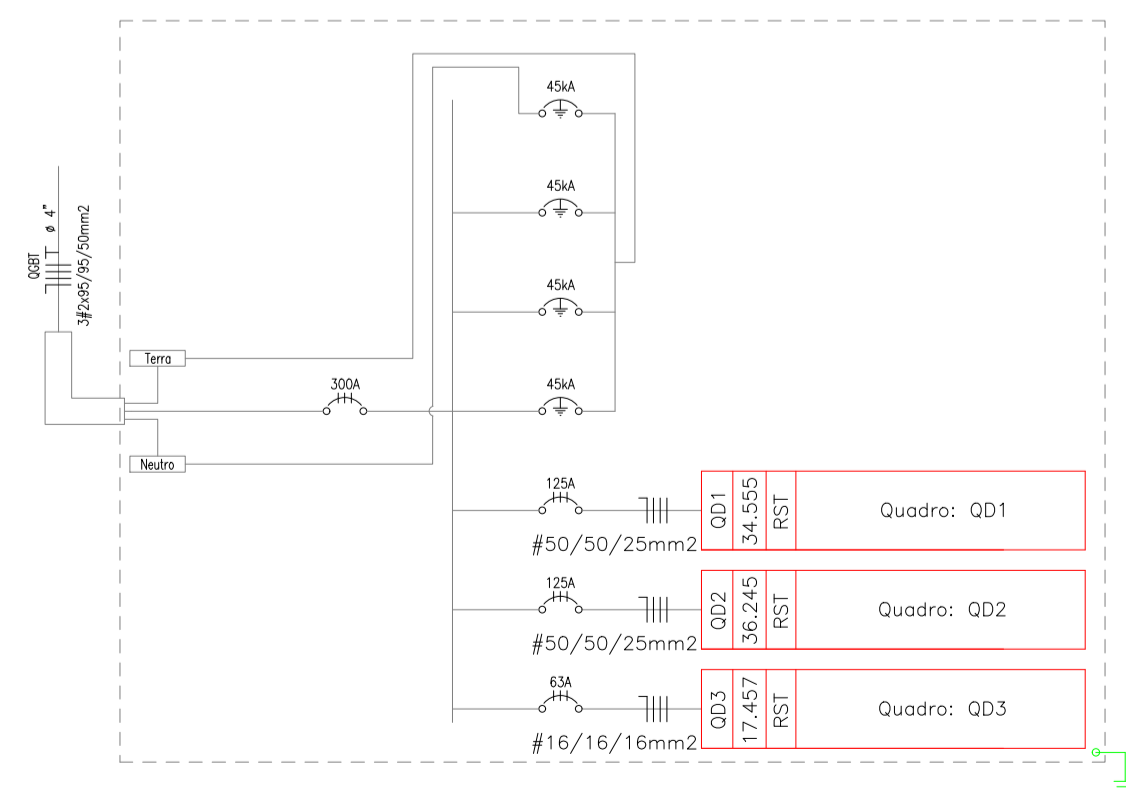 45kA
45kA
45kA
45kA
QGBT
ø 4"
3#2x95/95/50mm2
Terra
300A
Neutro
125A
#50/50/25mm2
QD1
34.555
RST
Quadro: QD1
125A
#50/50/25mm2
QD2
36.245
RST
Quadro: QD2
63A
#16/16/16mm2
QD3
17.457
RST
Quadro: QD3